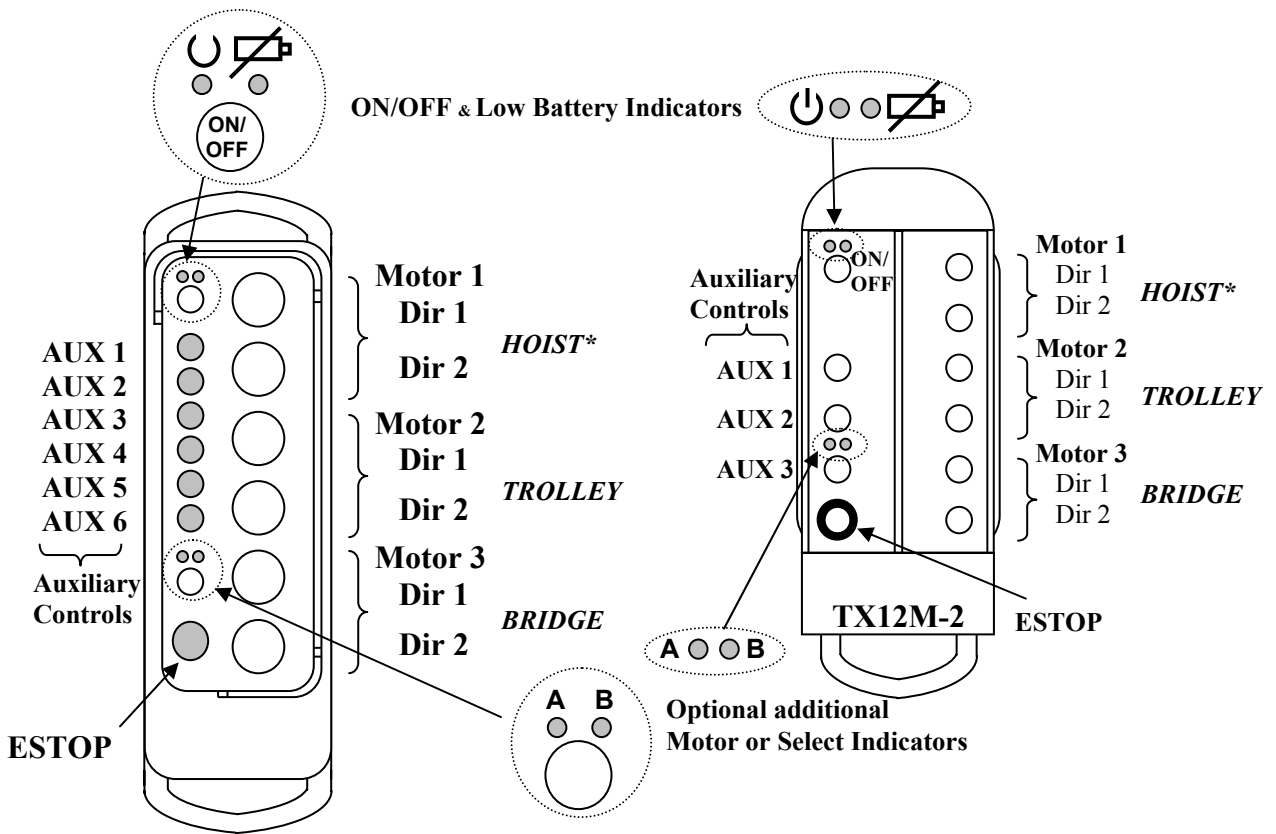 ON/
OFF
ON/OFF & Low Battery Indicators
AUX 1
AUX 2
AUX 3
AUX 4
AUX 5
AUX 6
Auxiliary
Controls
ESTOP
Motor 1
Dir 1
Dir 2
HOIST*
Motor 2
Dir 1
Dir 2
TROLLEY
Motor 3
Dir 1
Dir 2
BRIDGE
A B
Optional additional
Motor or Select Indicators
A B
Auxiliary
Controls
AUX 1
AUX 2
AUX 3
ON/
OFF
Motor 1
Dir 1
Dir 2
HOIST*
Motor 2
Dir 1
Dir 2
TROLLEY
Motor 3
Dir 1
Dir 2
BRIDGE
TX12M-2
ESTOP